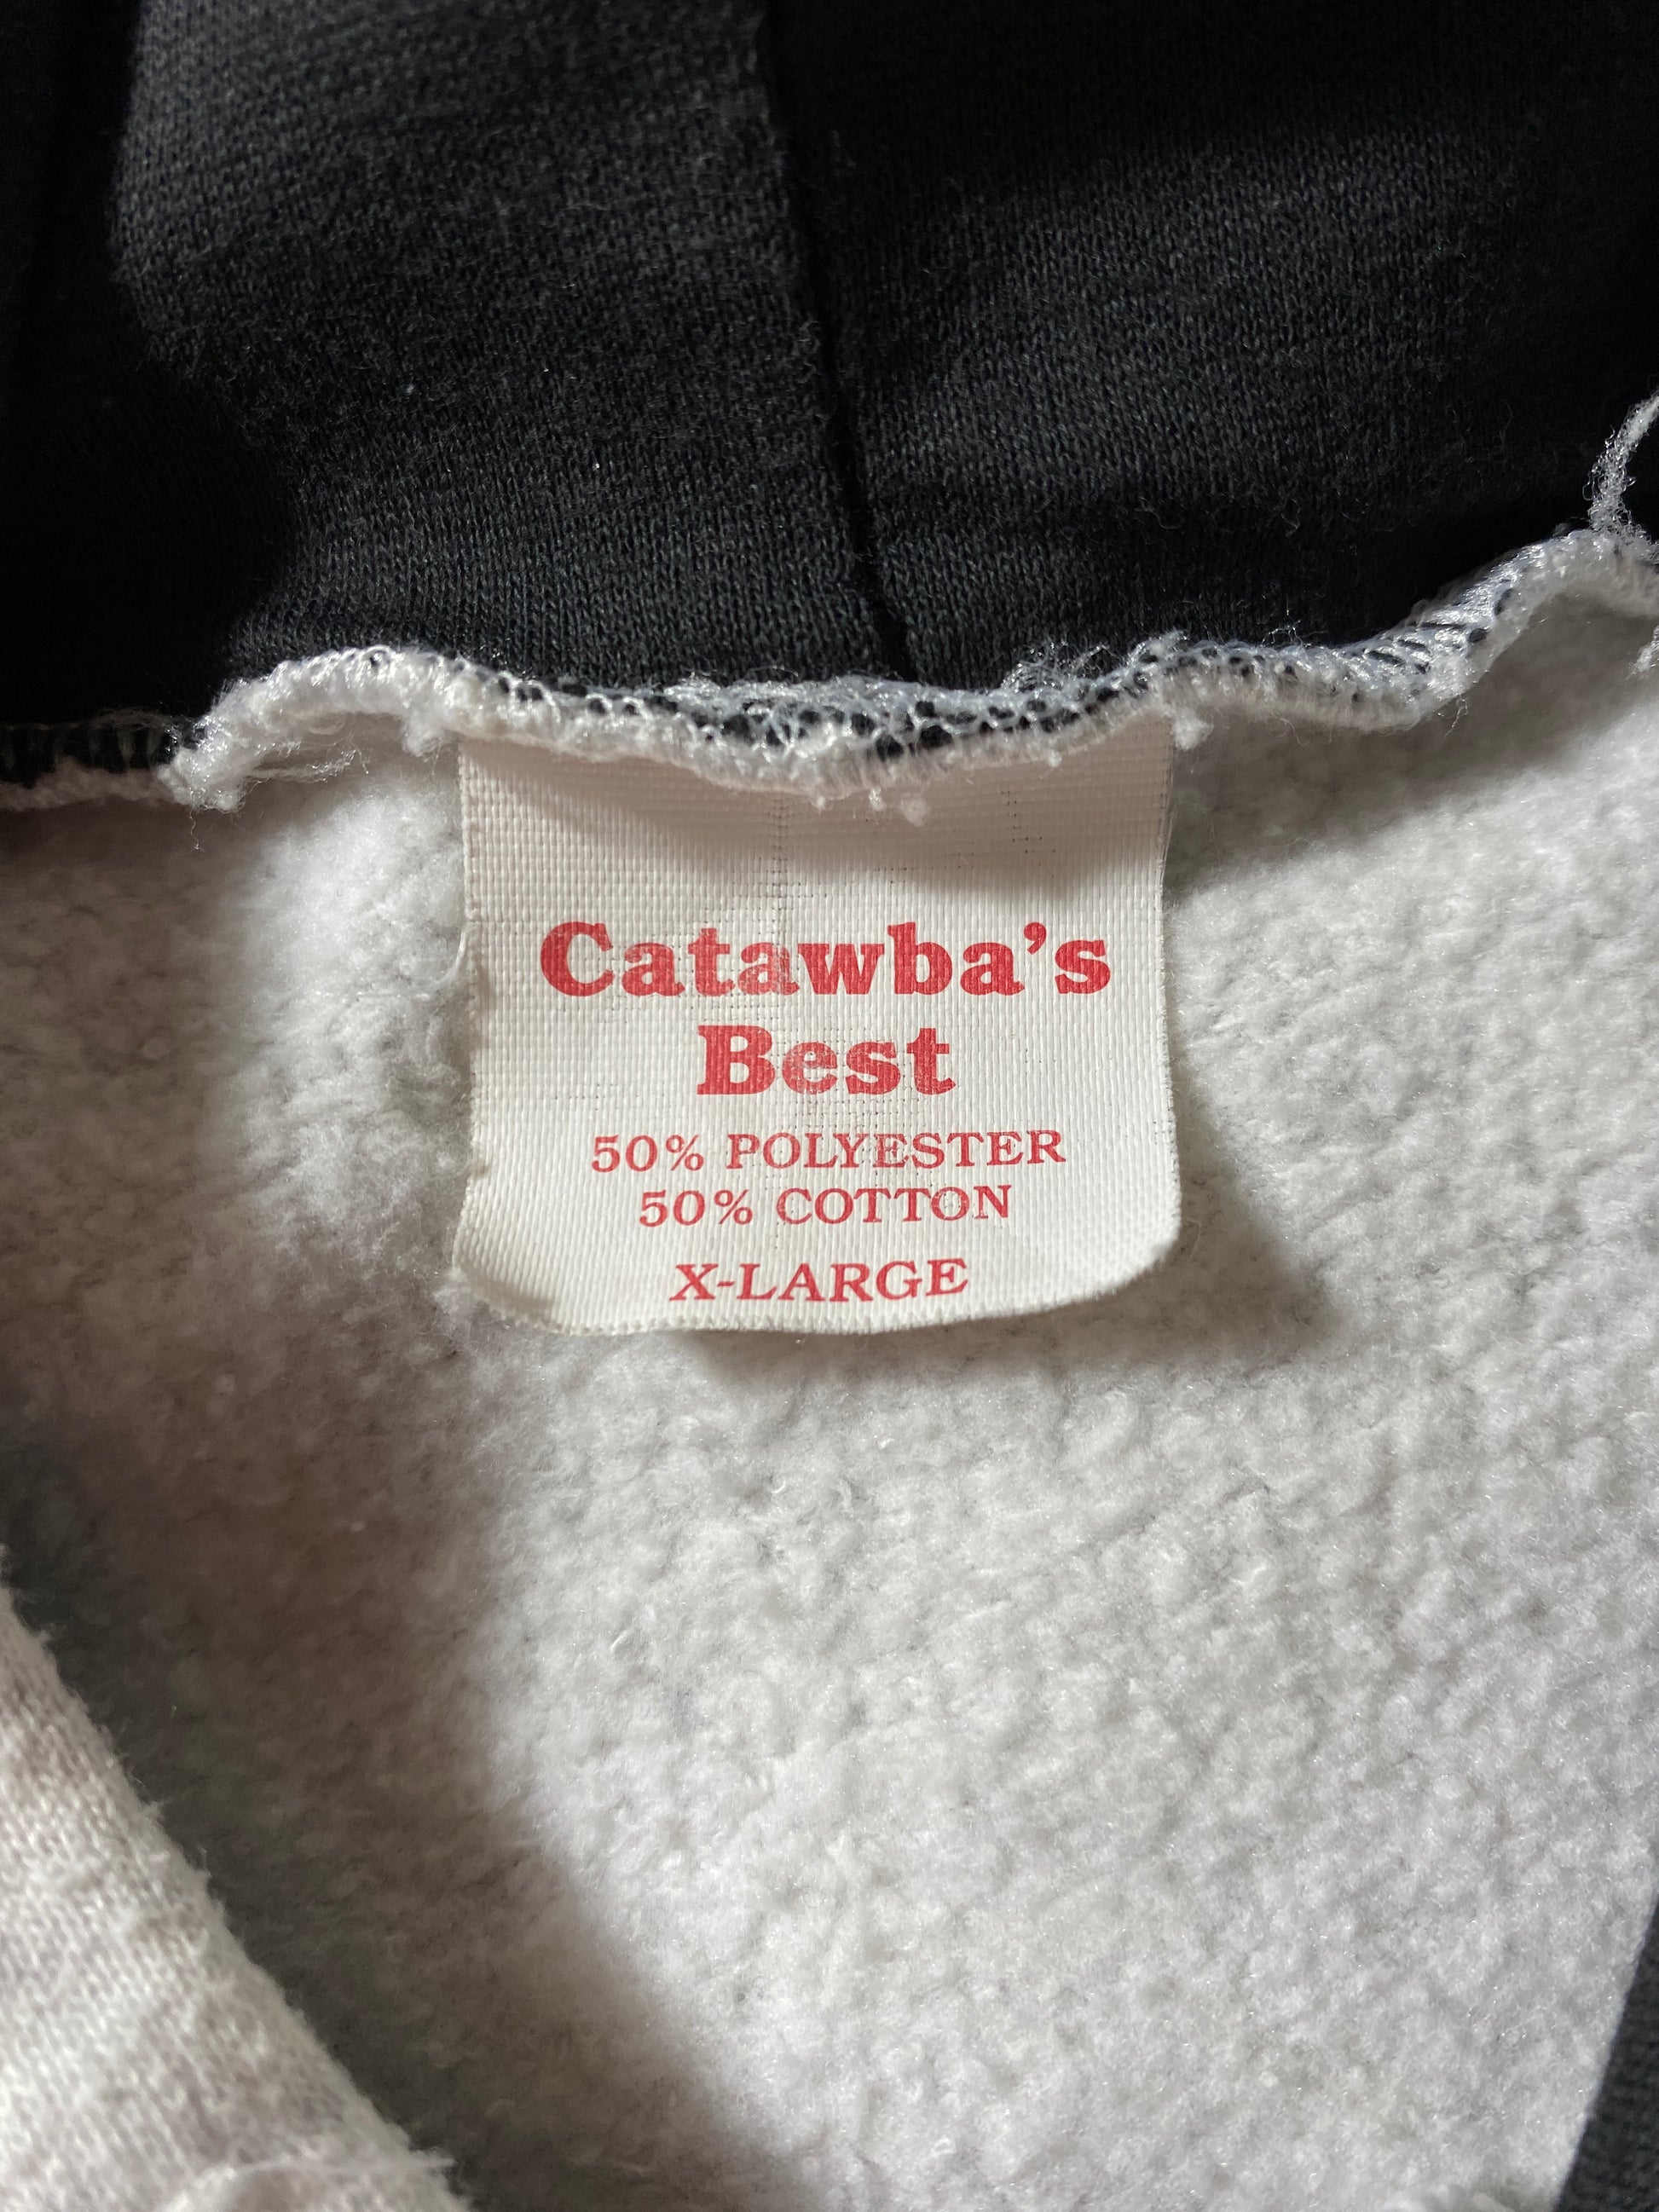 Catawba's
Best
50% POLYESTER
50% COTTON
X-LARGE